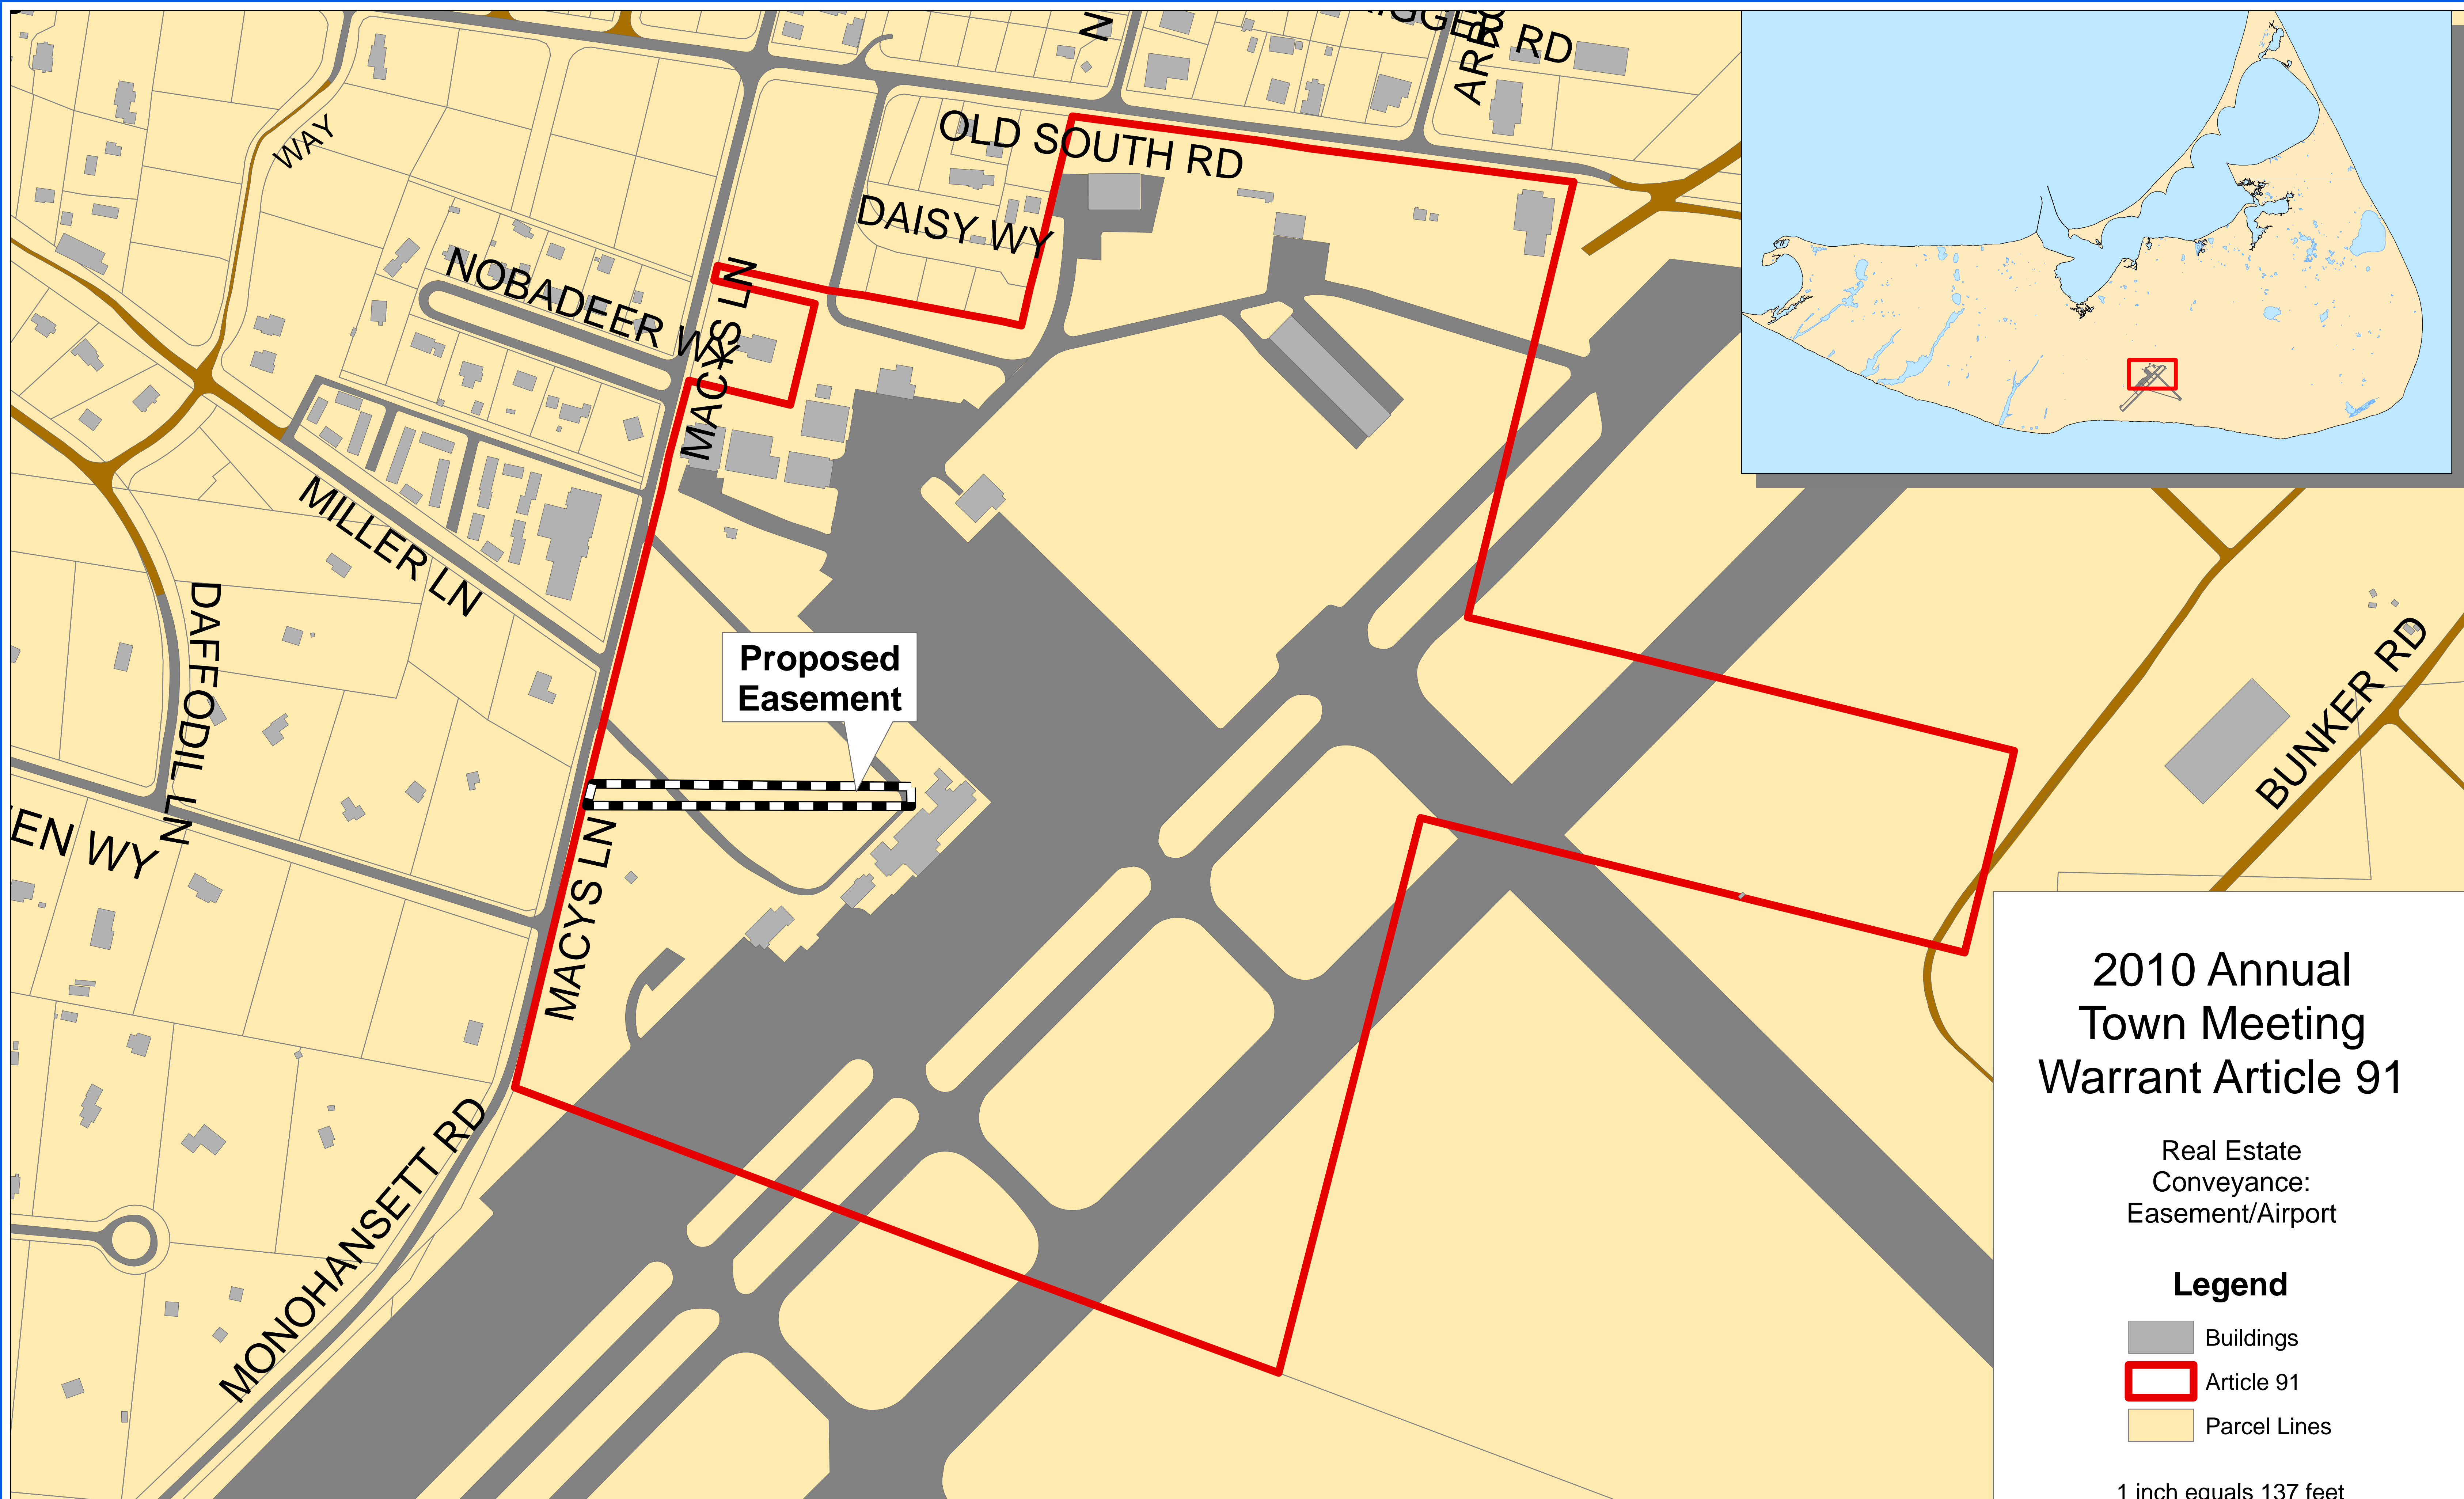 ARRO
OLD SOUTH RD
WAY
DAISY WY
NOBADEER WY
MACYS LN
MILLER LN
Proposed
Easement
DAFFODIL LN
BUNKER RD
EN WY
MACYS LN
MONOHANSETT RD
2010 Annual
Town Meeting
Warrant Article 91
Real Estate
Conveyance:
Easement/Airport
Legend
Buildings
Article 91
Parcel Lines
1 inch equals 137 feet